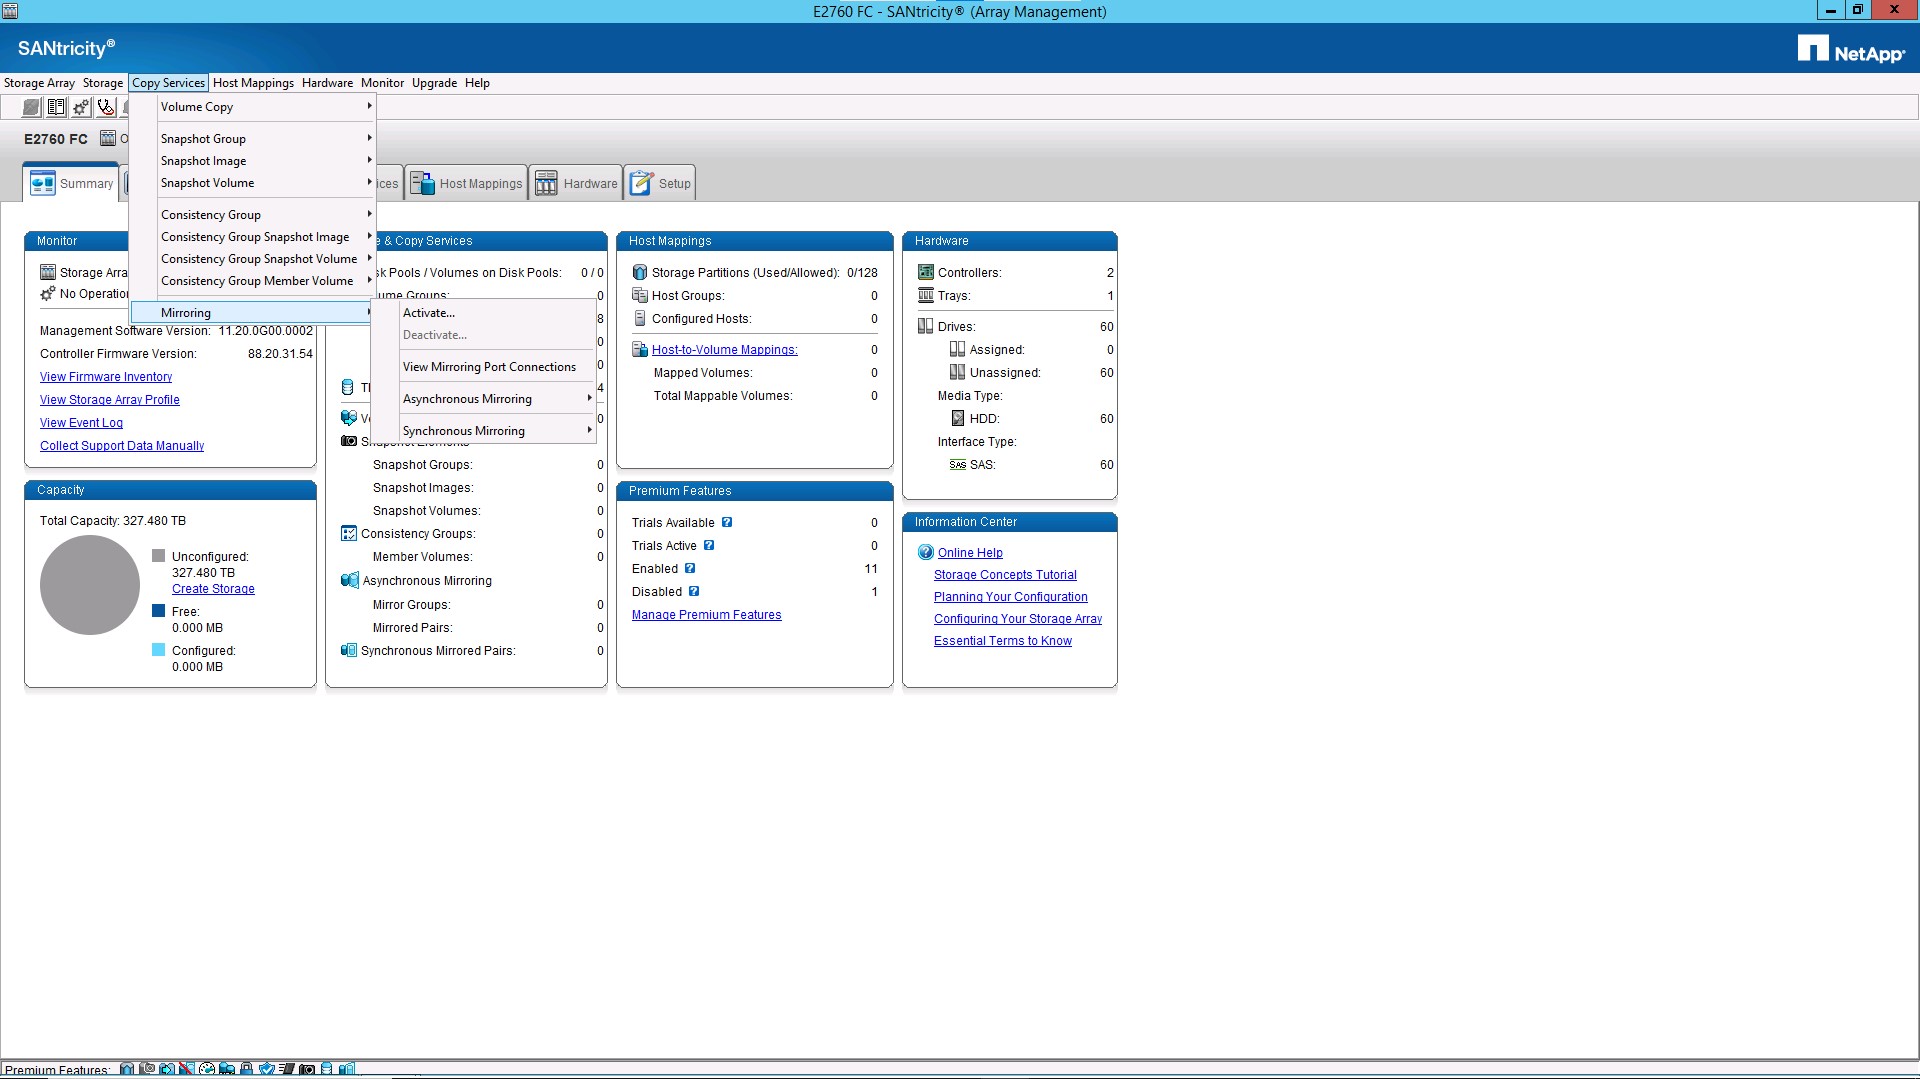 E2760 FC - SANtricity® (Array Management)
SANtricity®
NetApp
Storage Array Storage Copy Services Host Mappings Hardware Monitor Upgrade Help
Volume Copy
Snapshot Group
Snapshot Image
Snapshot Volume
Consistency Group
Consistency Group Snapshot Image
Consistency Group Snapshot Volume
Consistency Group Member Volume
Mirroring
Activate...
Deactivate...
View Mirroring Port Connections
Asynchronous Mirroring
Synchronous Mirroring
E2760 FC O
Summary ices Host Mappings Hardware Setup
Monitor
Storage Arra
No Operation
Management Software Version: 11.20.0G00.0002
Controller Firmware Version: 88.20.31.54
View Firmware Inventory
View Storage Array Profile
View Event Log
Collect Support Data Manually
Capacity
Total Capacity: 327.480 TB
Unconfigured:
327.480 TB
Create Storage
Free:
0.000 MB
Configured:
0.000 MB
e & Copy Services
sk Pools / Volumes on Disk Pools: 0 / 0
ume Groups: 0
8
0
0
4
0
Snapshot Elements
Snapshot Groups: 0
Snapshot Images: 0
Snapshot Volumes: 0
Consistency Groups: 0
Member Volumes: 0
Asynchronous Mirroring
Mirror Groups: 0
Mirrored Pairs: 0
Synchronous Mirrored Pairs: 0
Host Mappings
Storage Partitions (Used/Allowed): 0/128
Host Groups: 0
Configured Hosts: 0
Host-to-Volume Mappings: 0
Mapped Volumes: 0
Total Mappable Volumes: 0
Premium Features
Trials Available ? 0
Trials Active ? 0
Enabled ? 11
Disabled ? 1
Manage Premium Features
Hardware
Controllers: 2
Trays: 1
Drives: 60
Assigned: 0
Unassigned: 60
Media Type:
HDD: 60
Interface Type:
SAS SAS: 60
Information Center
Online Help
Storage Concepts Tutorial
Planning Your Configuration
Configuring Your Storage Array
Essential Terms to Know
Premium Features: